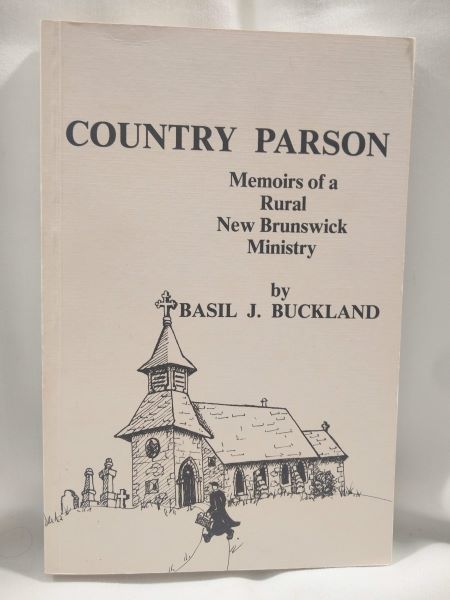 COUNTRY PARSON
Memoirs of a
Rural
New Brunswick
Ministry
by
BASIL J. BUCKLAND